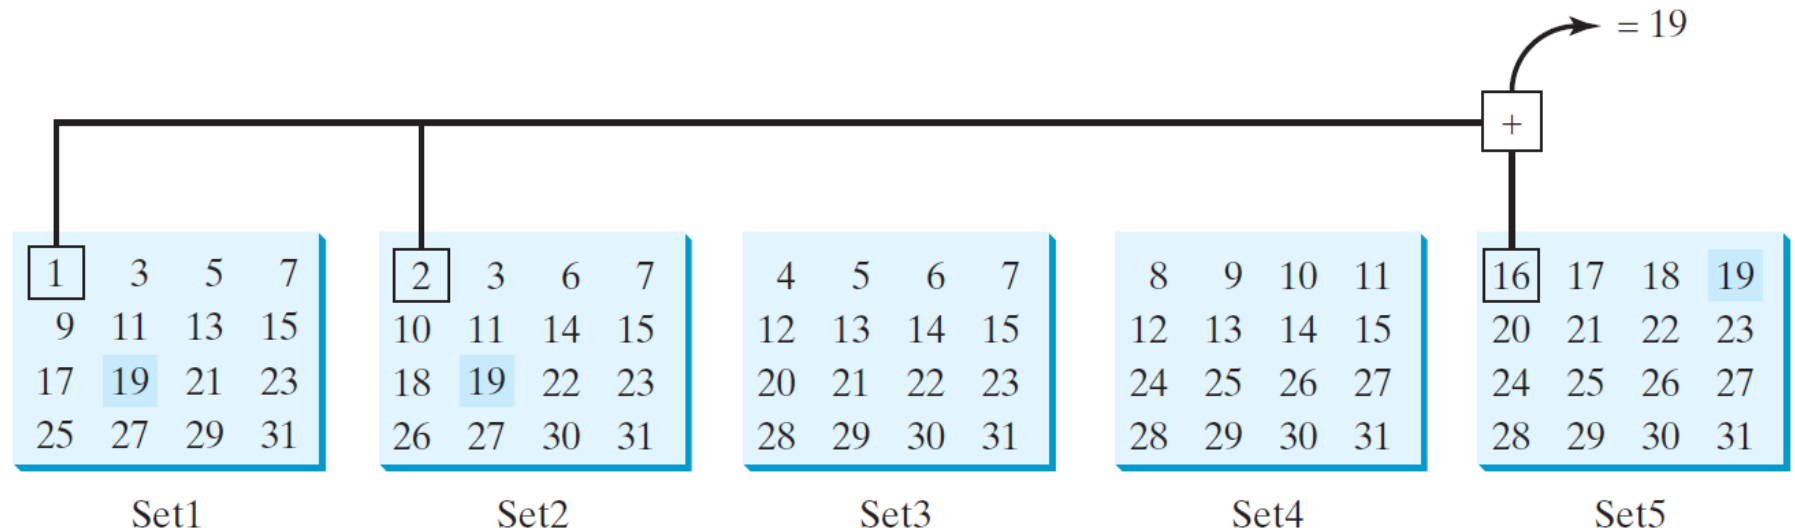 = 19
+
1 3 5 7
9 11 13 15
17 19 21 23
25 27 29 31
Set1
2 3 6 7
10 11 14 15
18 19 22 23
26 27 30 31
Set2
4 5 6 7
12 13 14 15
20 21 22 23
28 29 30 31
Set3
8 9 10 11
12 13 14 15
24 25 26 27
28 29 30 31
Set4
16 17 18 19
20 21 22 23
24 25 26 27
28 29 30 31
Set5